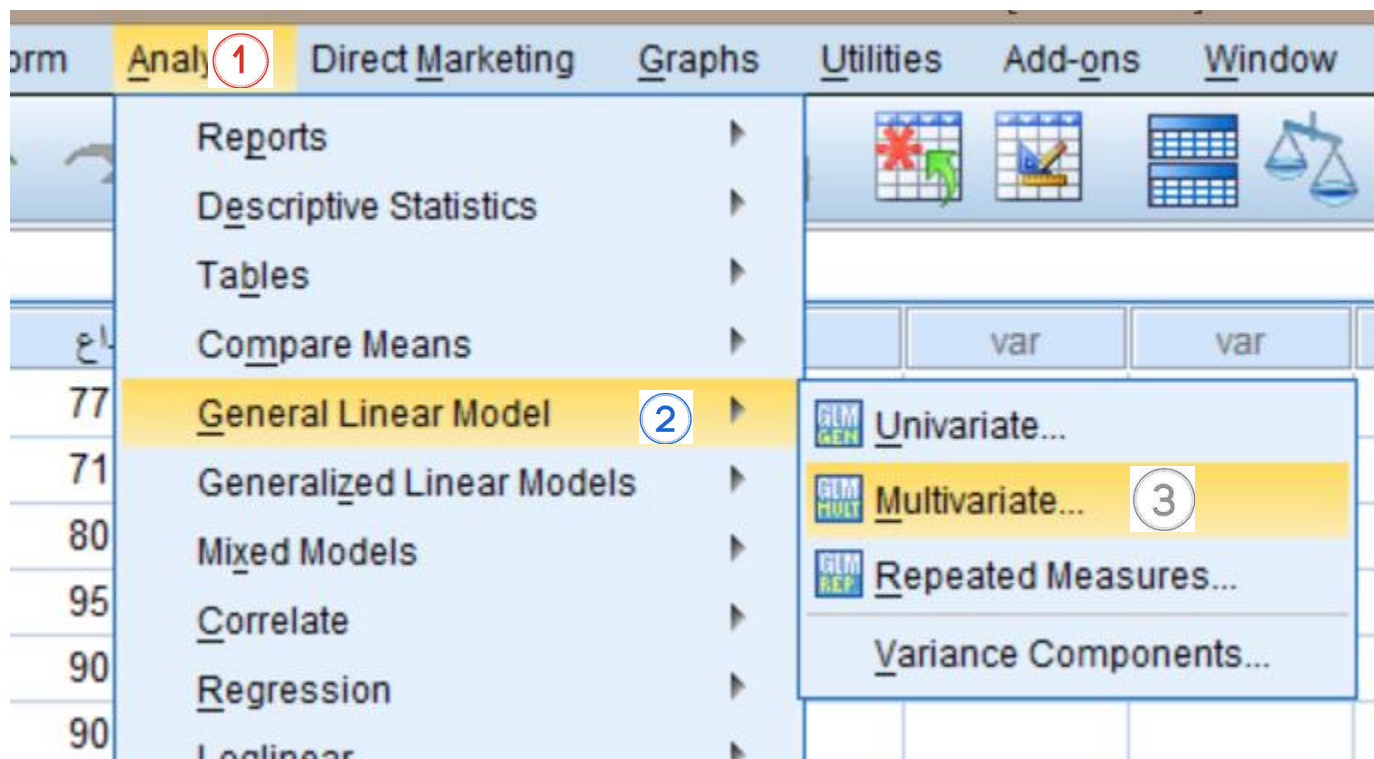 Analy 1 Direct Marketing Graphs Utilities Add-ons Window
Reports
Descriptive Statistics
Tables
Compare Means
var var
77
General Linear Model 2
Univariate...
71
Generalized Linear Models
Multivariate... 3
80
Mixed Models
Repeated Measures...
95
Correlate
Variance Components...
90
Regression
90
Loglinear